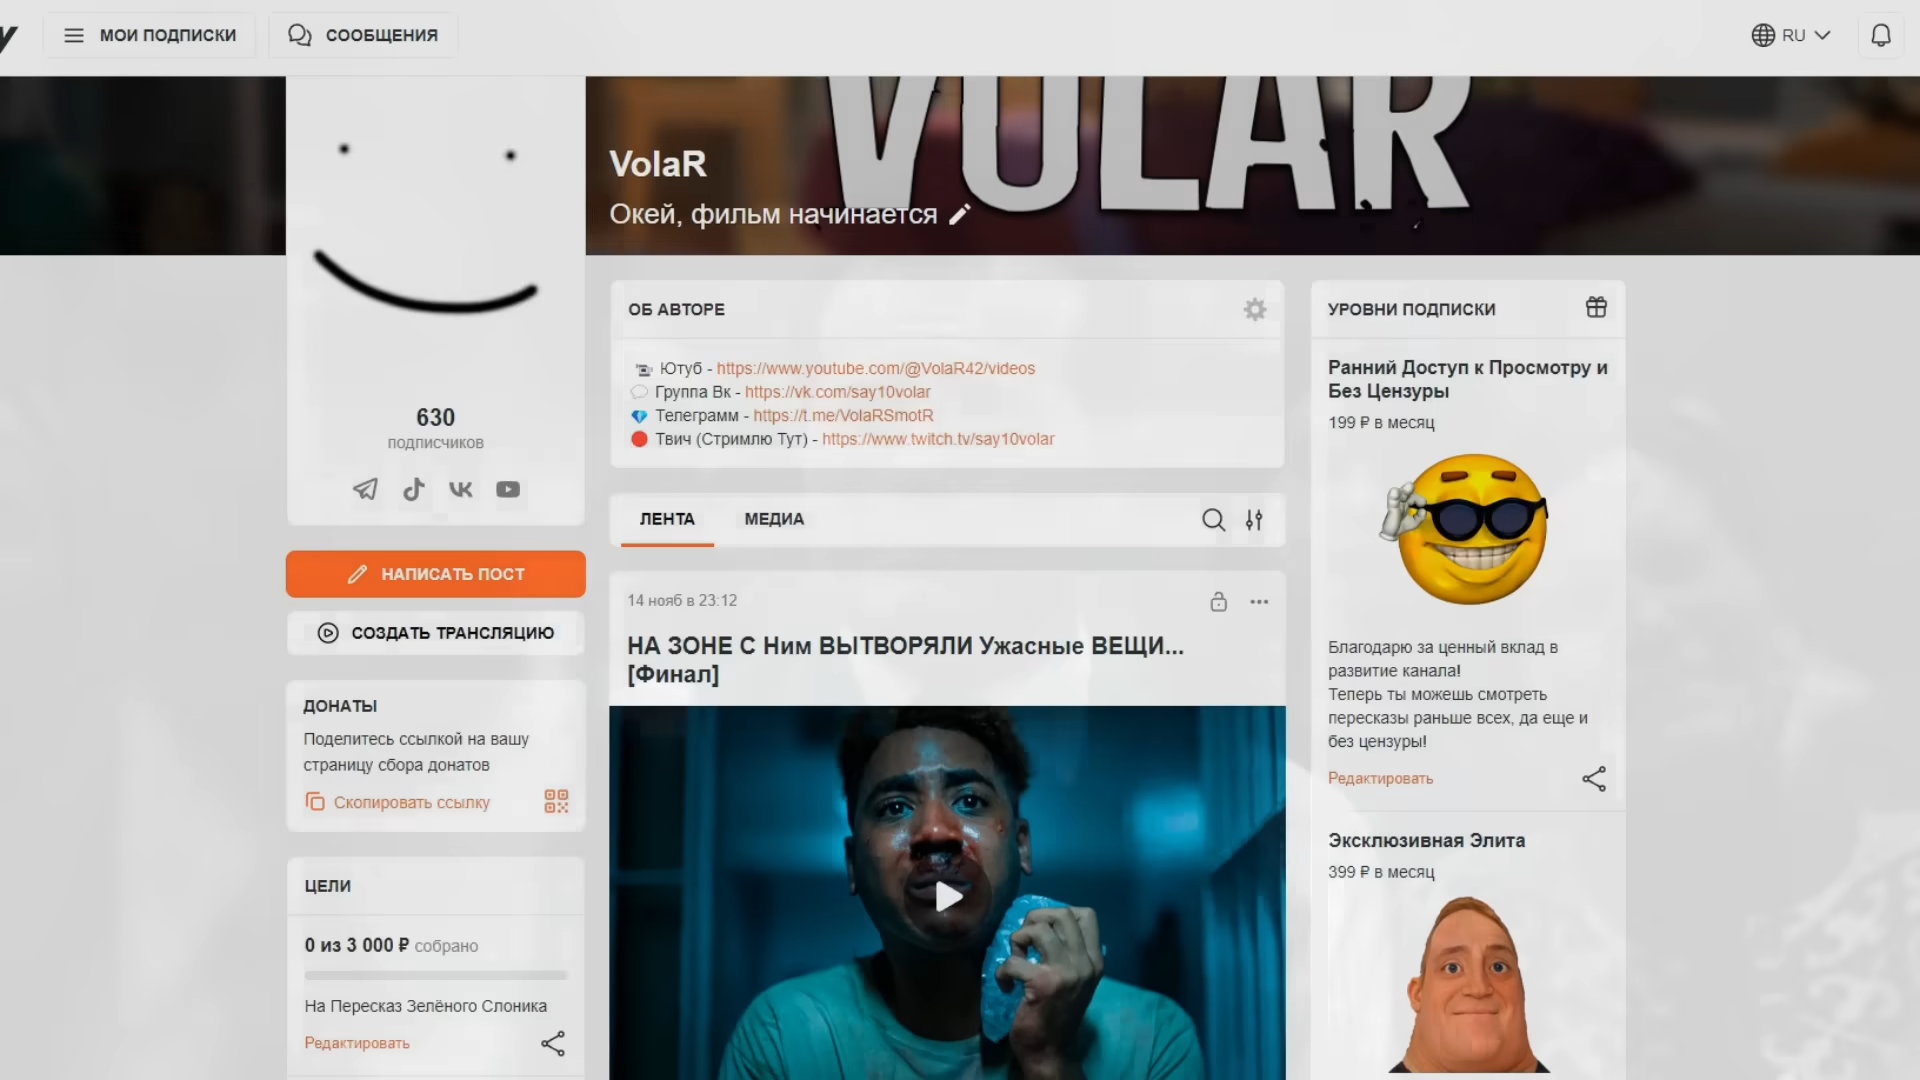 y
МОИ ПОДПИСКИ
СООБЩЕНИЯ
RU
VOLAR
VolaR
Окей, фильм начинается
630
подписчиков
НАПИСАТЬ ПОСТ
СОЗДАТЬ ТРАНСЛЯЦИЮ
ДОНАТЫ
Поделитесь ссылкой на вашу
страницу сбора донатов
Скопировать ссылку
ЦЕЛИ
0 из 3 000 ₽ собрано
На Пересказ Зелёного Слоника
Редактировать
ОБ АВТОРЕ
Ютуб - https://www.youtube.com/@VolaR42/videos
Группа Вк - https://vk.com/say10volar
Телеграмм - https://t.me/VolaRSmotR
Твич (Стримлю Тут) - https://www.twitch.tv/say10volar
ЛЕНТА
МЕДИА
14 нояб в 23:12
НА ЗОНЕ С Ним ВЫТВОРЯЛИ Ужасные ВЕЩИ...
[Финал]
УРОВНИ ПОДПИСКИ
Ранний Доступ к Просмотру и
Без Цензуры
199 ₽ в месяц
Благодарю за ценный вклад в
развитие канала!
Теперь ты можешь смотреть
пересказы раньше всех, да еще и
без цензуры!
Редактировать
Эксклюзивная Элита
399 ₽ в месяц